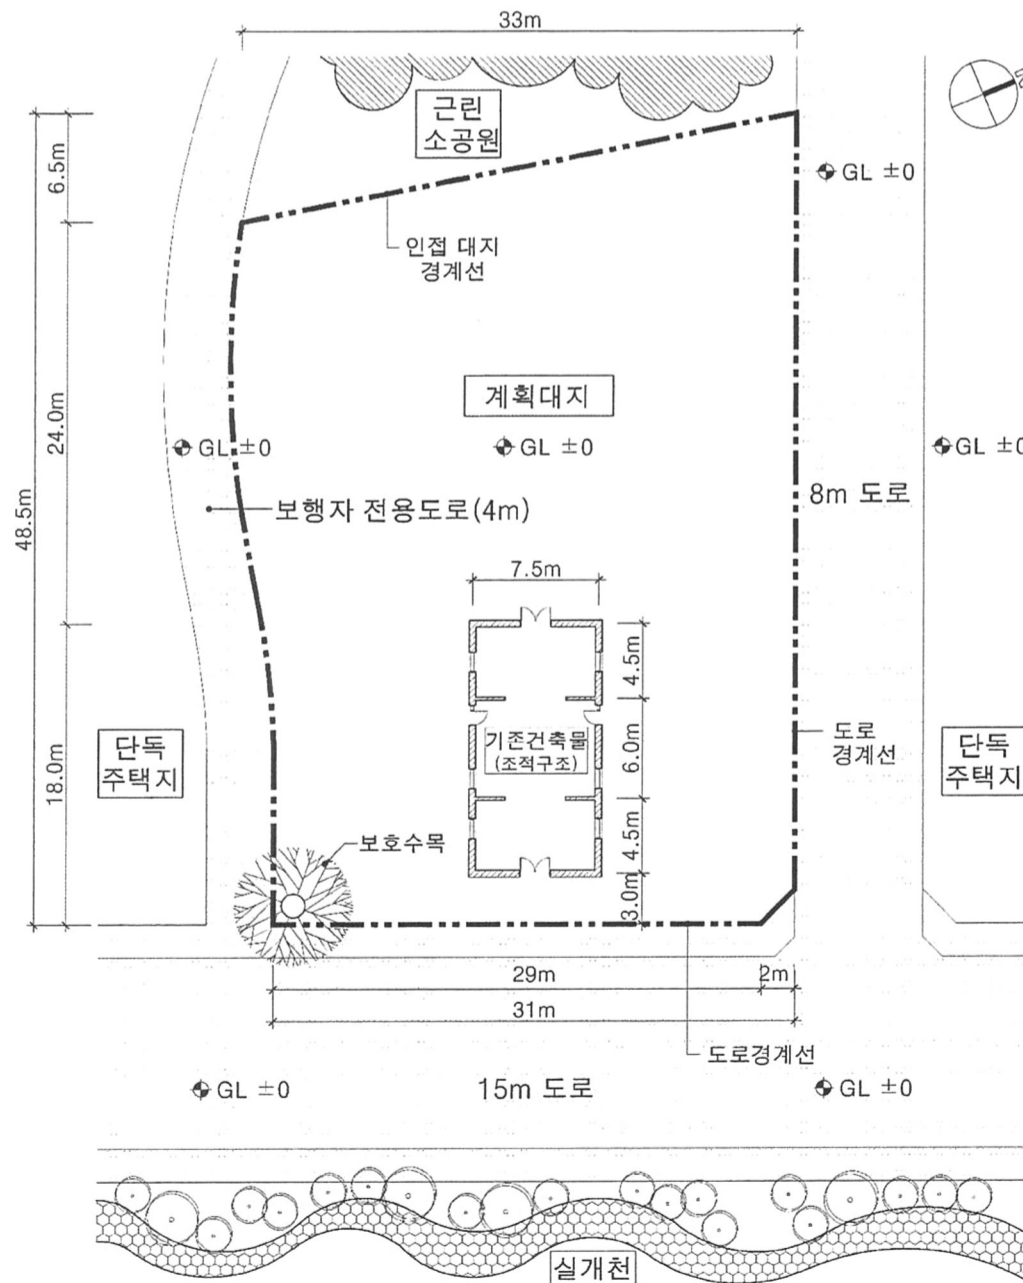 33m
근린
소공원
6.5m
GL ±0
인접 대지
경계선
계획대지
24.0m
GL ±0
GL ±0
GL ±0
48.5m
보행자 전용도로(4m)
8m 도로
7.5m
4.5m
기존건축물
(조적구조)
6.0m
도로
경계선
단독
주택지
단독
주택지
18.0m
보호수목
4.5m
3.0m
29m
2m
31m
도로경계선
GL ±0
15m 도로
GL ±0
실개천